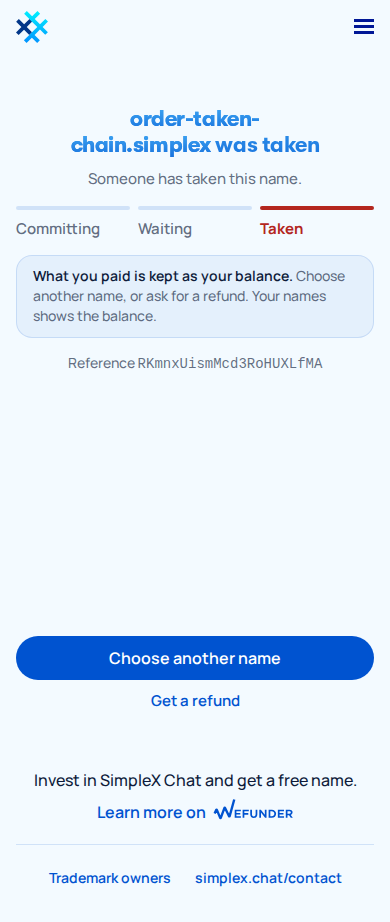 order-taken-
chain.simplex was taken
Someone has taken this name.
Committing Waiting Taken
What you paid is kept as your balance. Choose
another name, or ask for a refund. Your names
shows the balance.
Reference RKmnxUismMcd3RoHUXLfMA
Choose another name
Get a refund
Invest in SimpleX Chat and get a free name.
Learn more on WEFUNDER
Trademark owners simplex.chat/contact